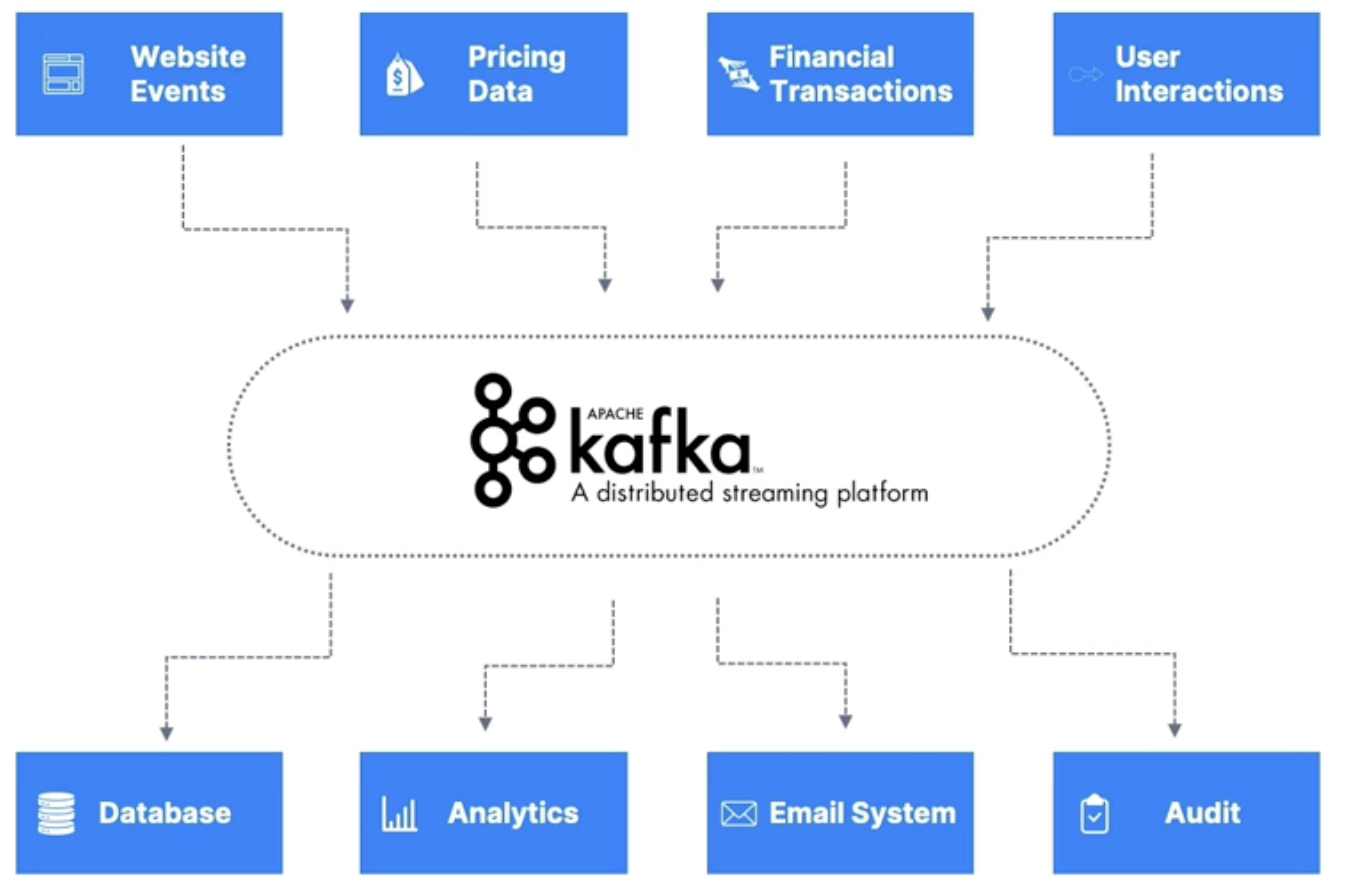 Website
Events
Pricing
Data
Financial
Transactions
User
Interactions
APACHE
kafka™
A distributed streaming platform
Database
Analytics
Email System
Audit